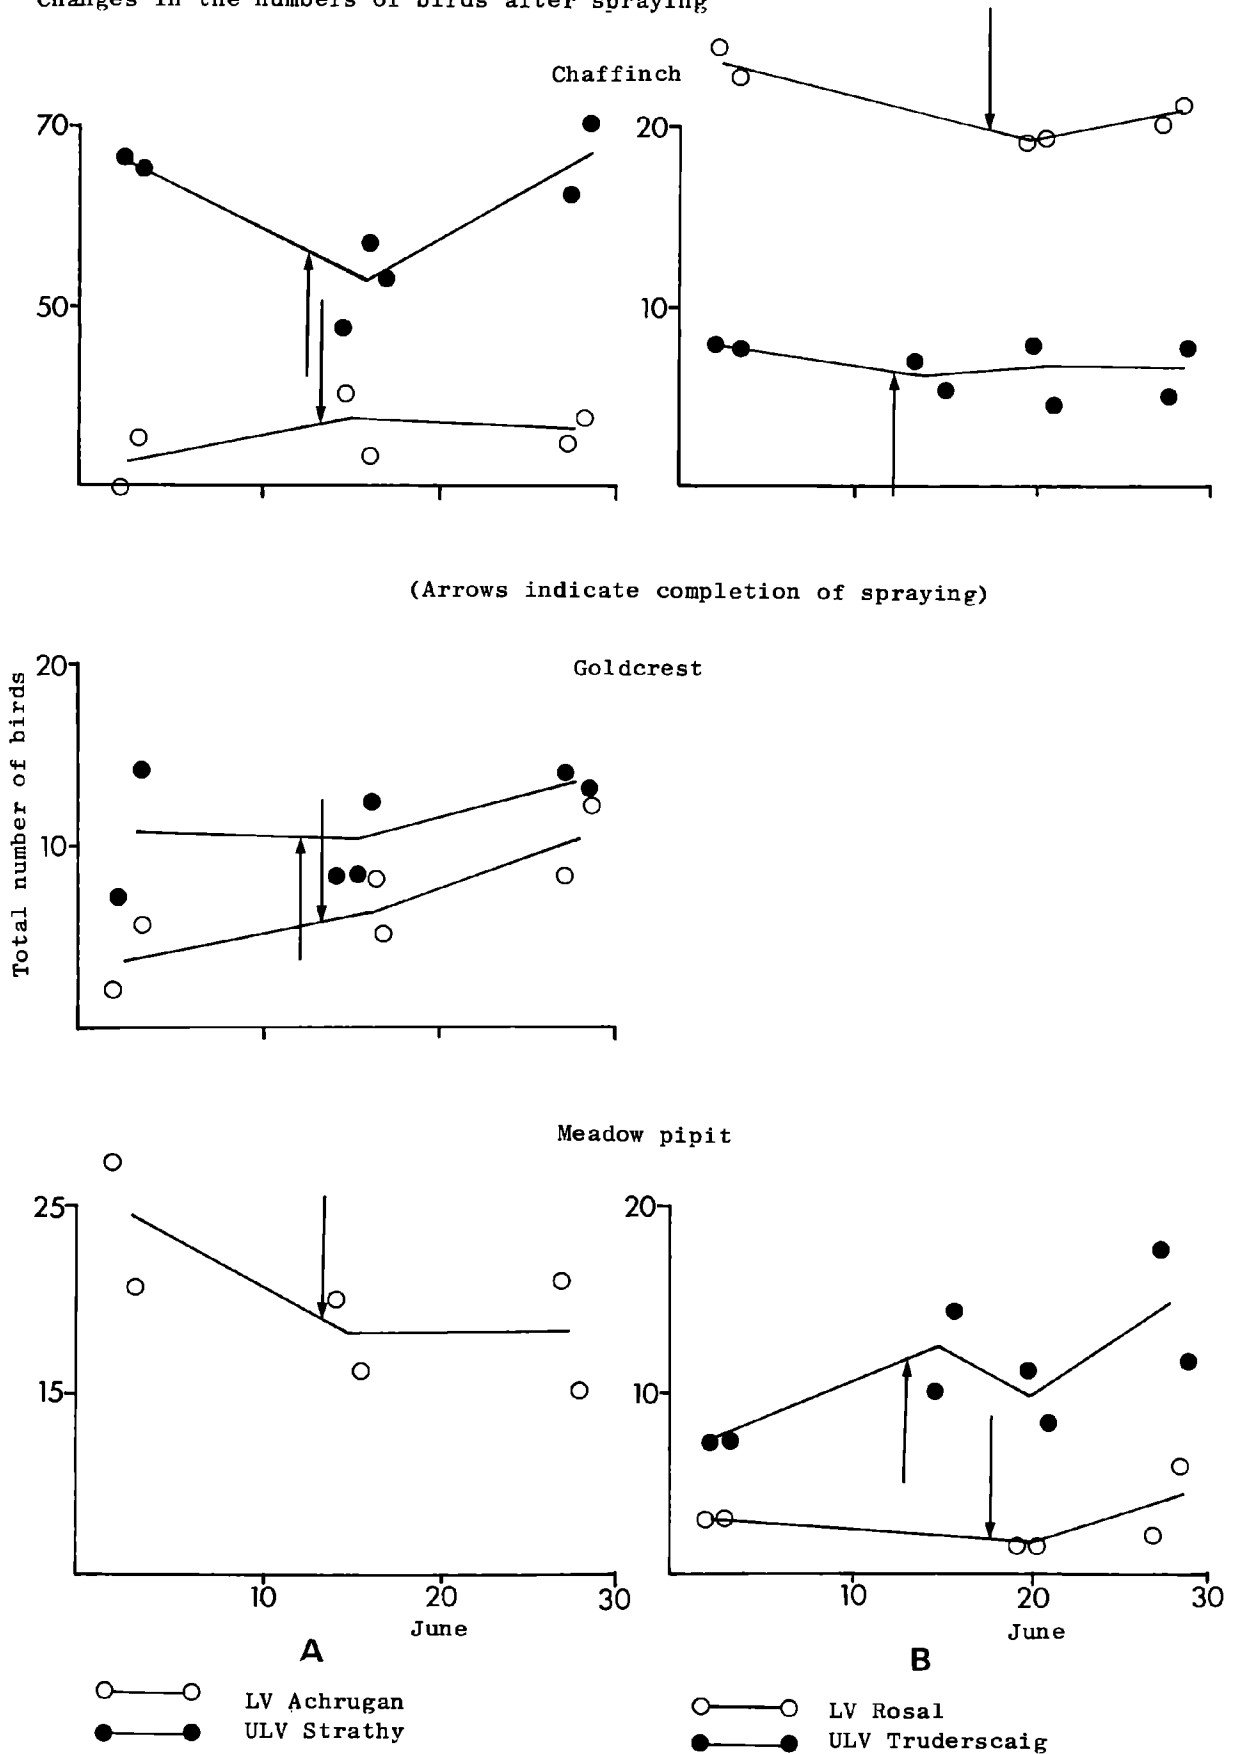 Changes in the numbers of birds after spraying
Chaffinch
70
50
20
10
(Arrows indicate completion of spraying)
Goldcrest
Total number of birds
20
10
Meadow pipit
25
15
10 20 30
June
20
10
10 20 30
June
A
LV Achrugan
ULV Strathy
B
LV Rosal
ULV Truderscaig